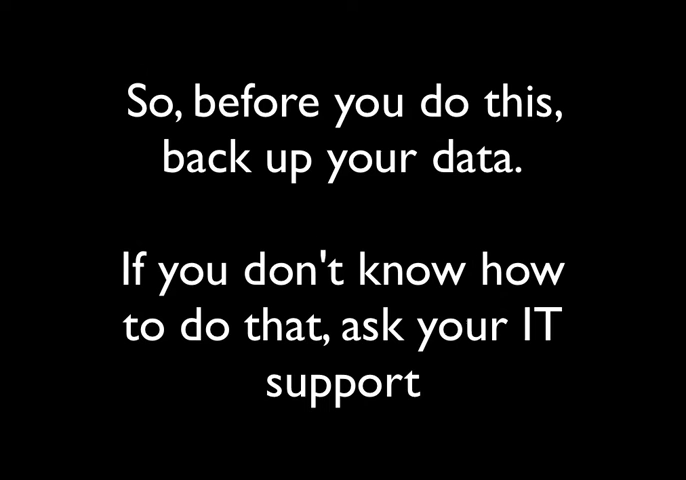 So, before you do this,
back up your data.
If you don't know how
to do that, ask your IT
support